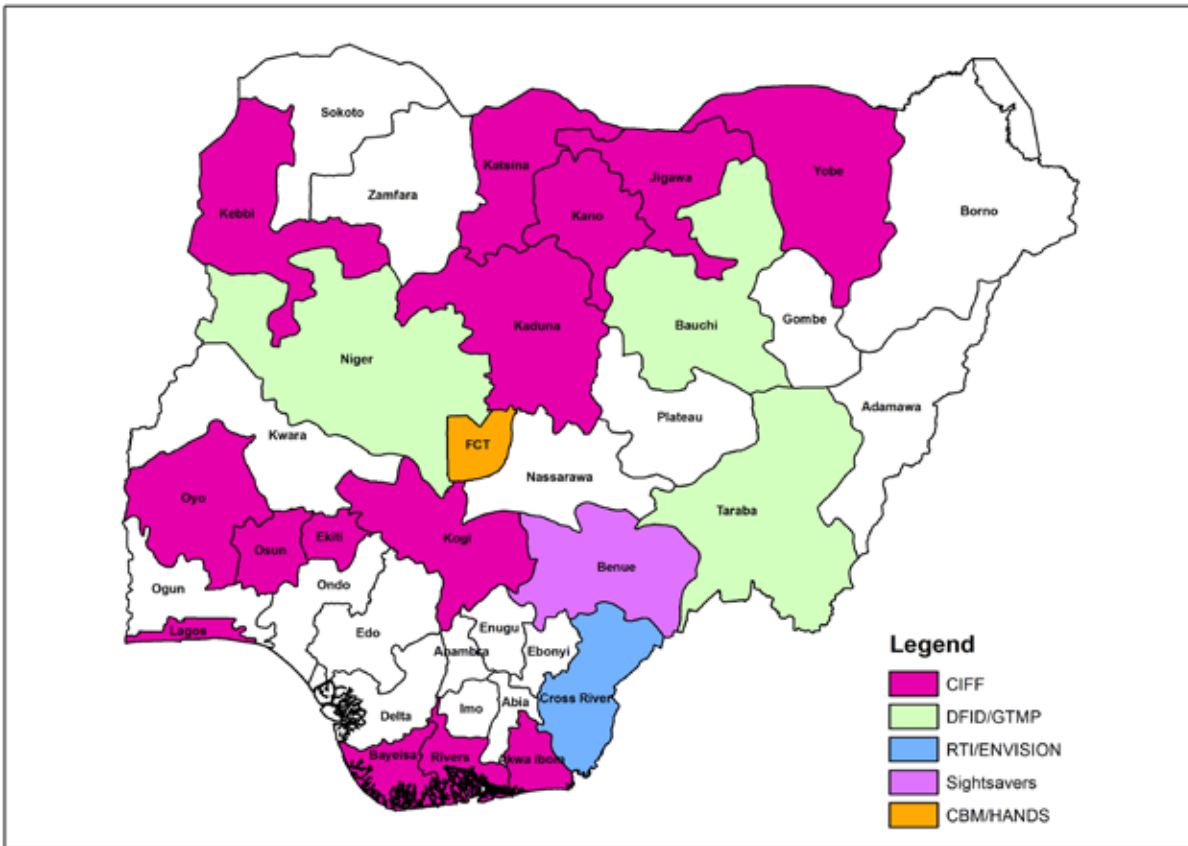 Sokoto
Katsina
Yobe
Jigawa
Zamfara
Kebbi
Kano
Borno
Kaduna
Bauchi
Gombe
Niger
Adamawa
Plateau
Kwara
FCT
Nassarawa
Oyo
Taraba
Ekiti
Kogi
Osun
Benue
Ondo
Ogun
Enugu
Lagos
Edo
Anambra
Ebonyi
Cross River
Abia
Imo
Delta
Bayelsa
Rivers
Akwa Ibom
Legend
CIFF
DFID/GTMP
RTI/ENVISION
Sightsavers
CBM/HANDS